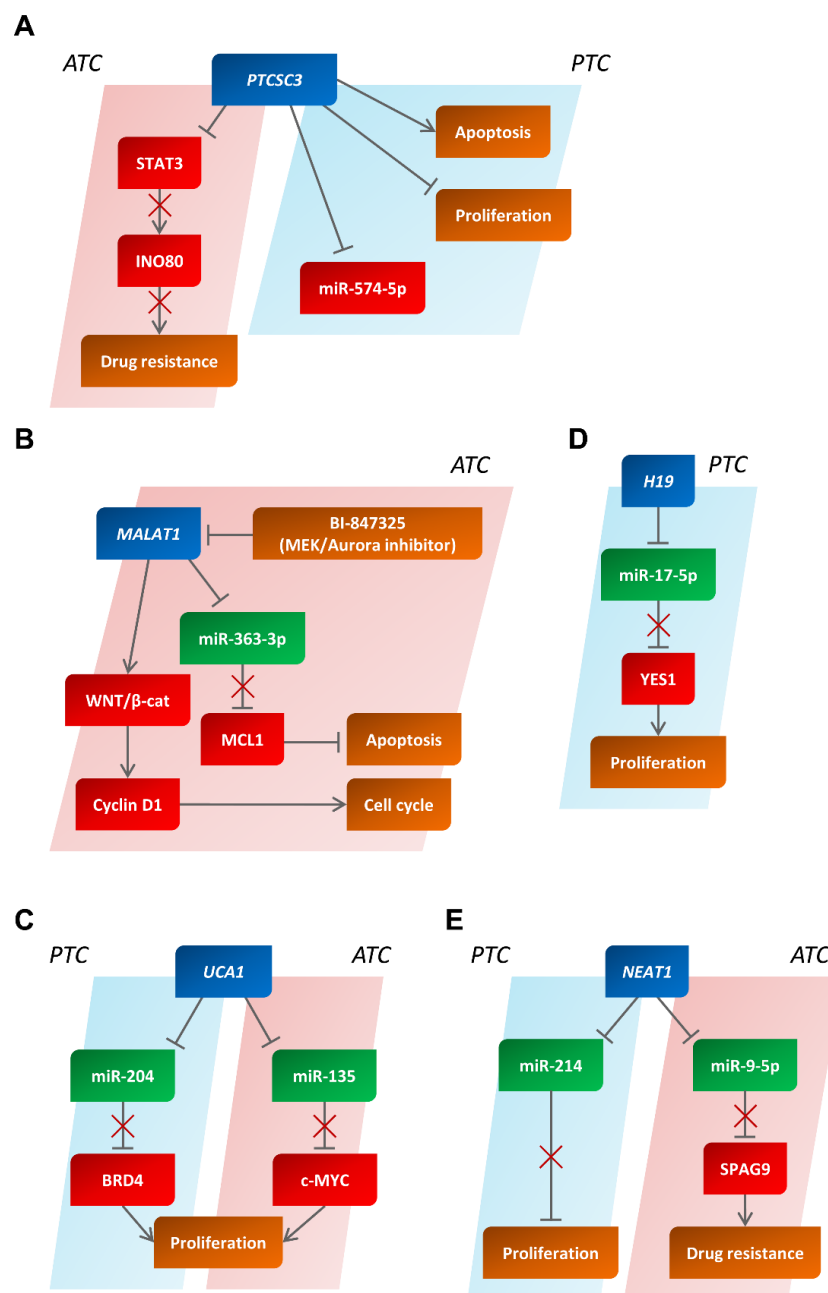 A
ATC
PTCSC3
PTC
Apoptosis
STAT3
Proliferation
INO80
miR-574-5p
Drug resistance
B
ATC
MALAT1
BI-847325
(MEK/Aurora inhibitor)
miR-363-3p
WNT/β-cat
MCL1
Apoptosis
Cyclin D1
Cell cycle
D
H19
PTC
miR-17-5p
YES1
Proliferation
C
PTC
UCA1
ATC
miR-204
miR-135
BRD4
c-MYC
Proliferation
E
PTC
NEAT1
ATC
miR-214
miR-9-5p
SPAG9
Proliferation
Drug resistance